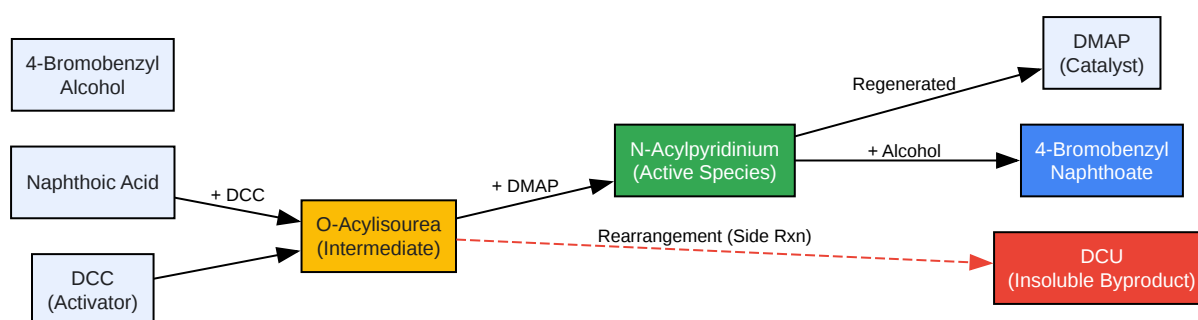 4-Bromobenzyl
Alcohol
Naphthoic Acid
DCC
(Activator)
+ DCC
O-Acylisourea
(Intermediate)
+ DMAP
Rearrangement (Side Rxn)
N-Acylpyridinium
(Active Species)
Regenerated
+ Alcohol
DMAP
(Catalyst)
4-Bromobenzyl
Naphthoate
DCU
(Insoluble Byproduct)